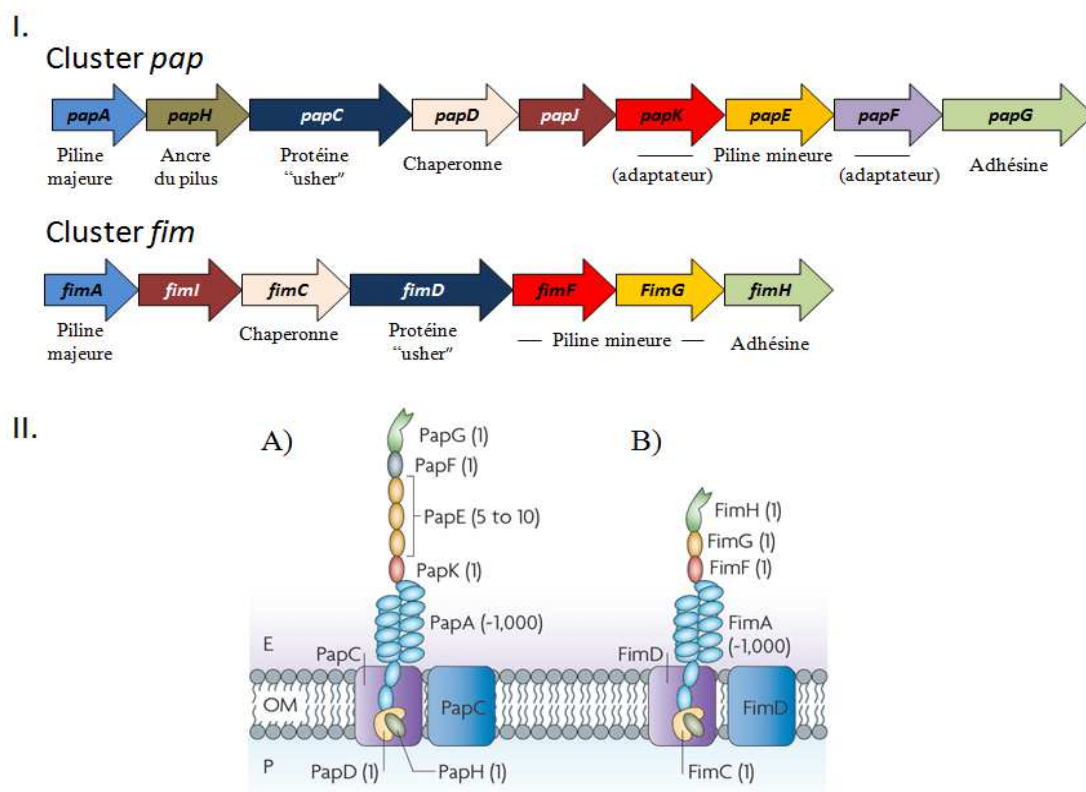 I.
Cluster pap
papA papH papC papD papJ papK papE papF papG
Piline majeure
Ancre du pilus
Protéine “usher”
Chaperonne
(adaptateur)
Piline mineure
(adaptateur)
Adhésine
Cluster fim
fimA fimI fimC fimD fimF FimG fimH
Piline majeure
Chaperonne
Protéine “usher”
Piline mineure
Adhésine
II.
A)
PapG (1)
PapF (1)
PapE (5 to 10)
PapK (1)
PapA (~1,000)
E
PapC
OM
PapC
P
PapD (1)
PapH (1)
B)
FimH (1)
FimG (1)
FimF (1)
FimA
(~1,000)
FimD
FimD
FimC (1)